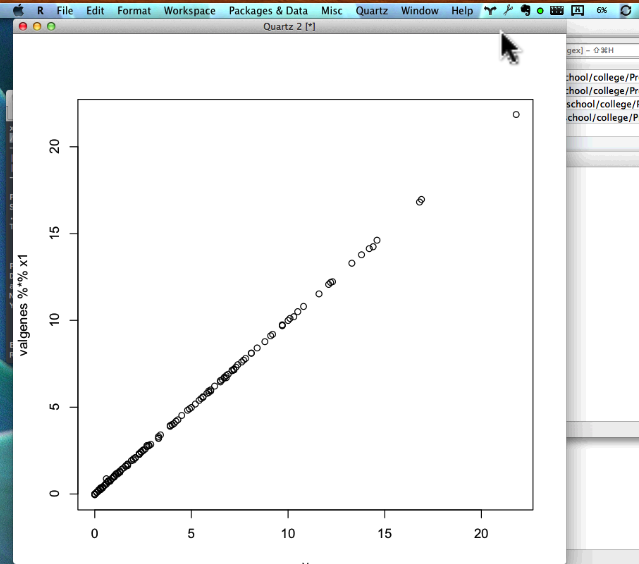 R File Edit Format Workspace Packages & Data Misc Quartz Window Help 6%
Quartz 2 [*]
gex] - ⇧⌘H
chool/college/Pr
chool/college/Pr
school/college/F
school/college/P
valgenes %*% x1
20
15
10
5
0
0 5 10 15 20